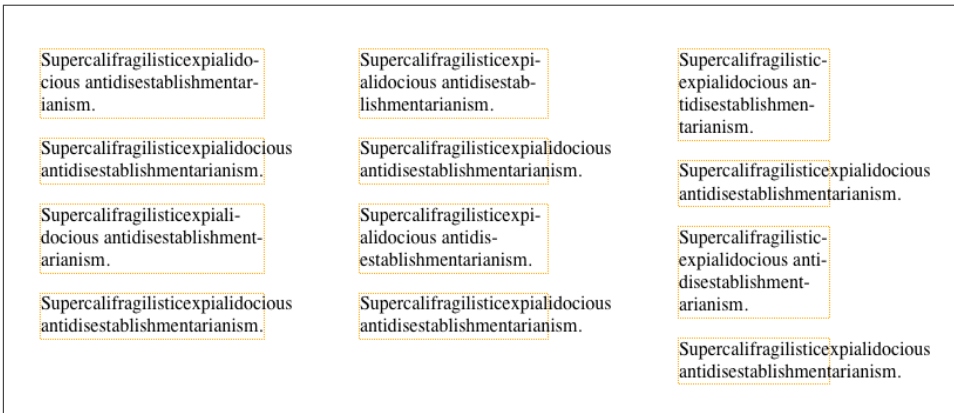 Supercalifragilisticexpialido-
cious antidisestablishmentar-
ianism.
Supercalifragilisticexpialidocious
antidisestablishmentarianism.
Supercalifragilisticexpiali-
docious antidisestablishment-
arianism.
Supercalifragilisticexpialidocious
antidisestablishmentarianism.
Supercalifragilisticexpi-
alidocious antidisestab-
lishmentarianism.
Supercalifragilisticexpialidocious
antidisestablishmentarianism.
Supercalifragilisticexpi-
alidocious antidis-
establishmentarianism.
Supercalifragilisticexpialidocious
antidisestablishmentarianism.
Supercalifragilistic-
expialidocious an-
tidisestablishmen-
tarianism.
Supercalifragilisticexpialidocious
antidisestablishmentarianism.
Supercalifragilistic-
expialidocious anti-
disestablishment-
arianism.
Supercalifragilisticexpialidocious
antidisestablishmentarianism.